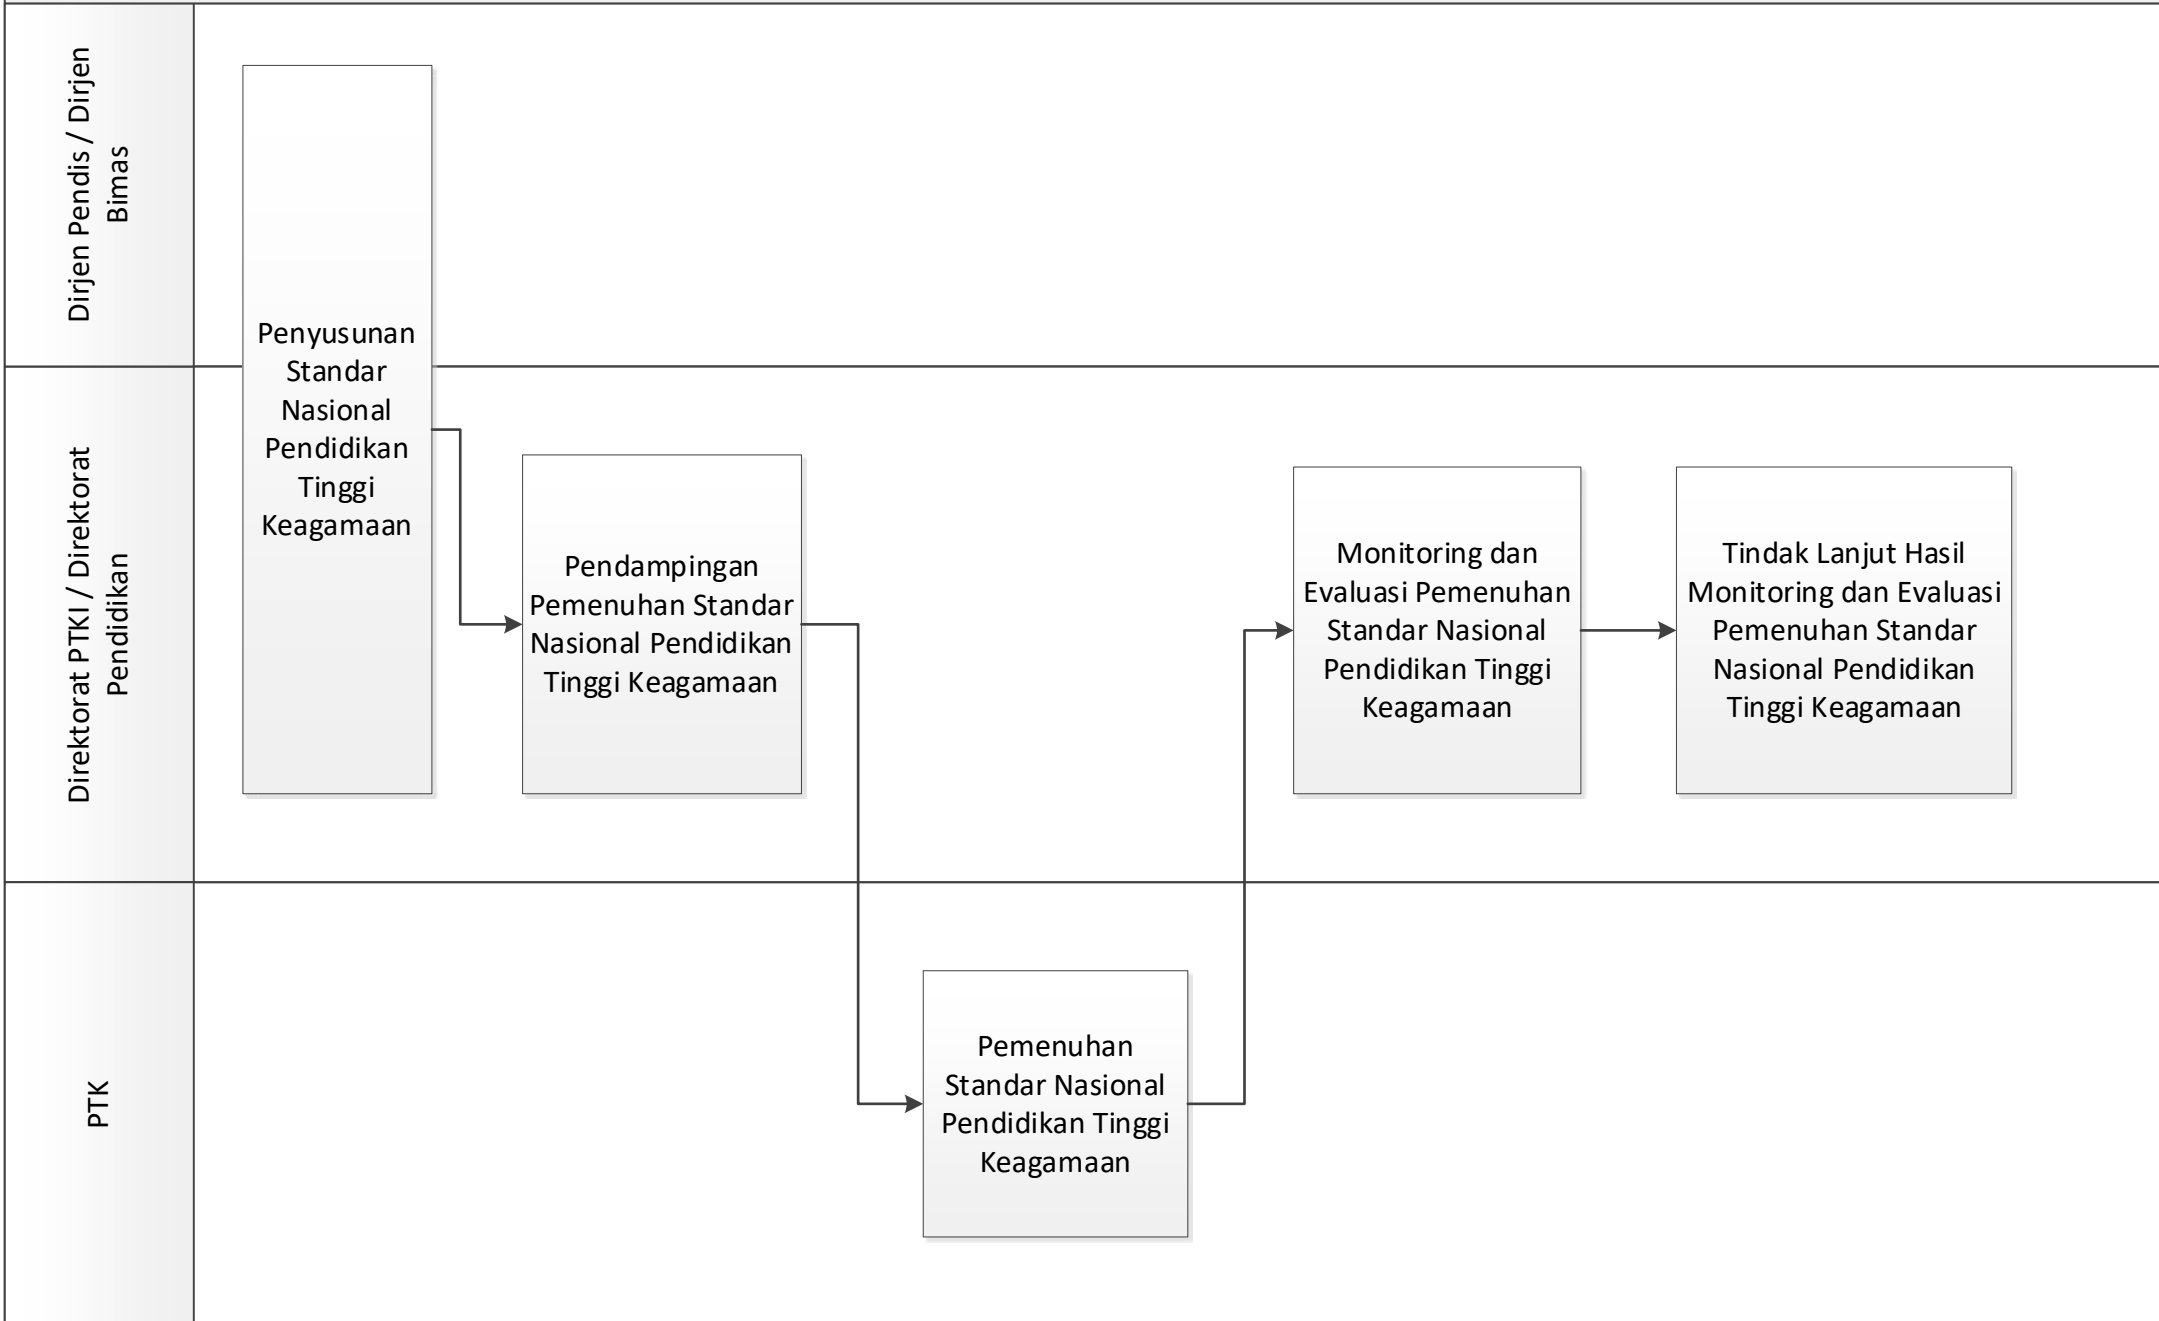 Dirjen Pendis / Dirjen
Bimas
Penyusunan
Standar
Nasional
Pendidikan
Tinggi
Keagamaan
Direktorat PTKI / Direktorat
Pendidikan
Pendampingan
Pemenuhan Standar
Nasional Pendidikan
Tinggi Keagamaan
Monitoring dan
Evaluasi Pemenuhan
Standar Nasional
Pendidikan Tinggi
Keagamaan
Tindak Lanjut Hasil
Monitoring dan Evaluasi
Pemenuhan Standar
Nasional Pendidikan
Tinggi Keagamaan
PTK
Pemenuhan
Standar Nasional
Pendidikan Tinggi
Keagamaan